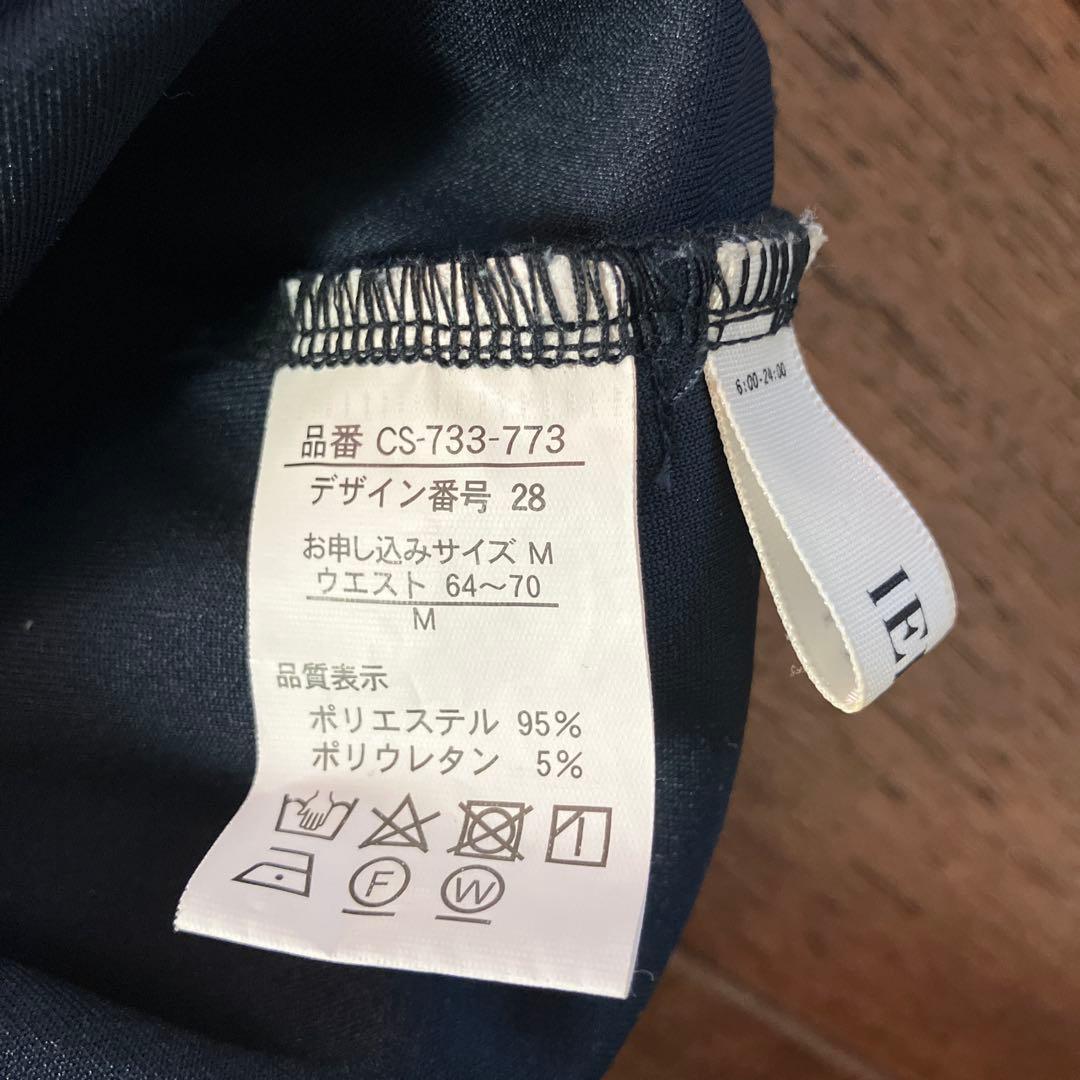 品番 CS-733-773
デザイン番号 28
お申し込みサイズ M
ウエスト 64〜70
M
品質表示
ポリエステル 95%
ポリウレタン 5%
F
W
6:00-24:00